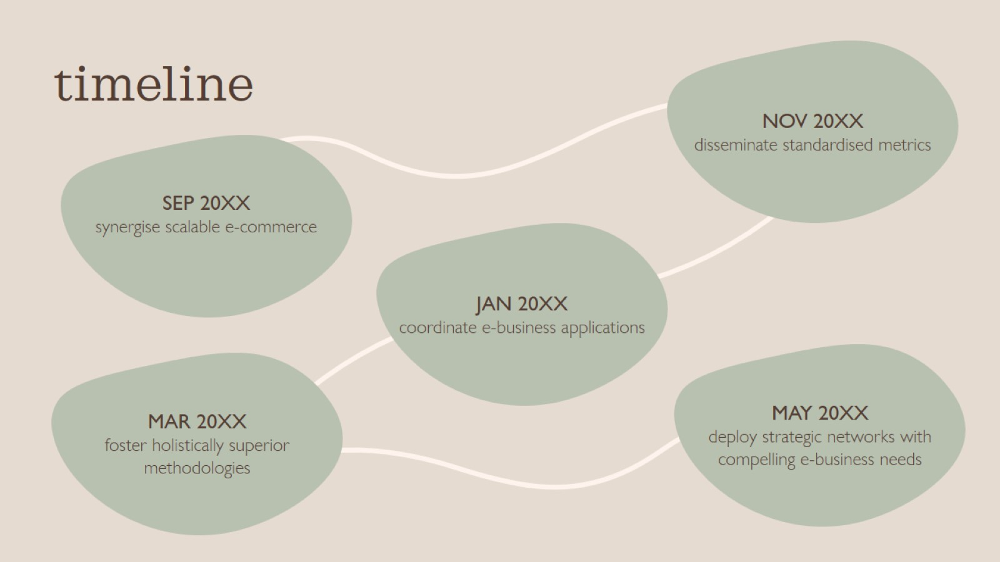 timeline
SEP 20XX
synergise scalable e-commerce
NOV 20XX
disseminate standardised metrics
JAN 20XX
coordinate e-business applications
MAR 20XX
foster holistically superior
methodologies
MAY 20XX
deploy strategic networks with
compelling e-business needs